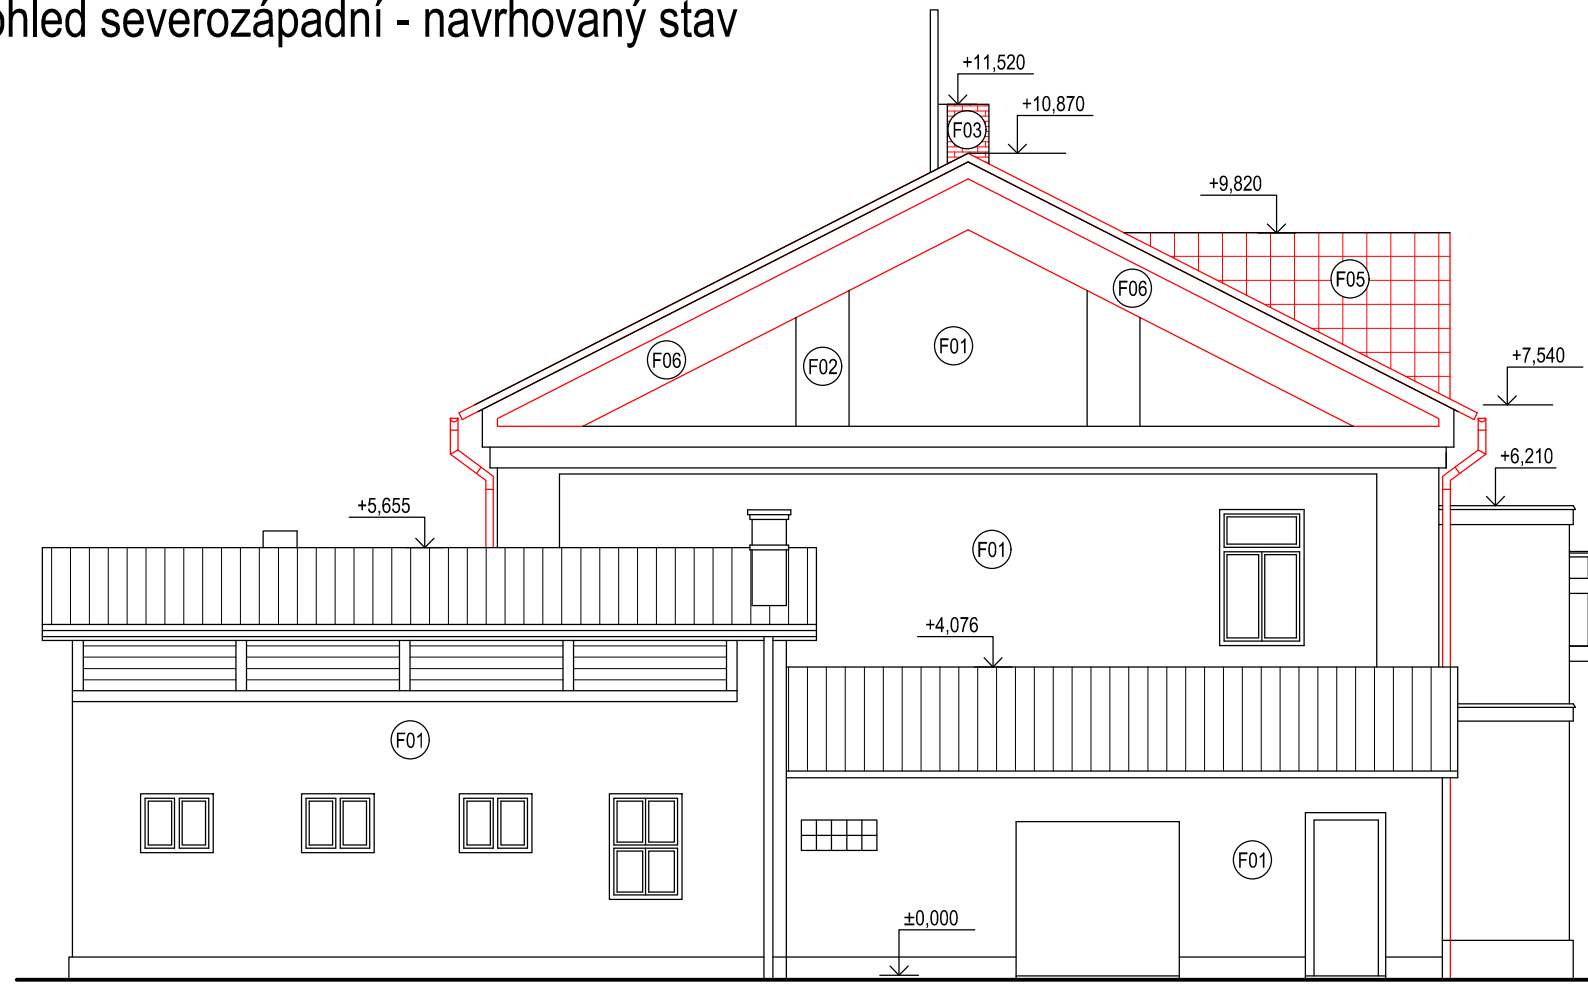 ohled severozápadní - navrhovaný stav
+11,520
+10,870
F03
+9,820
F05
F06
F01
F06
F02
+7,540
+6,210
+5,655
F01
+4,076
F01
F01
±0,000